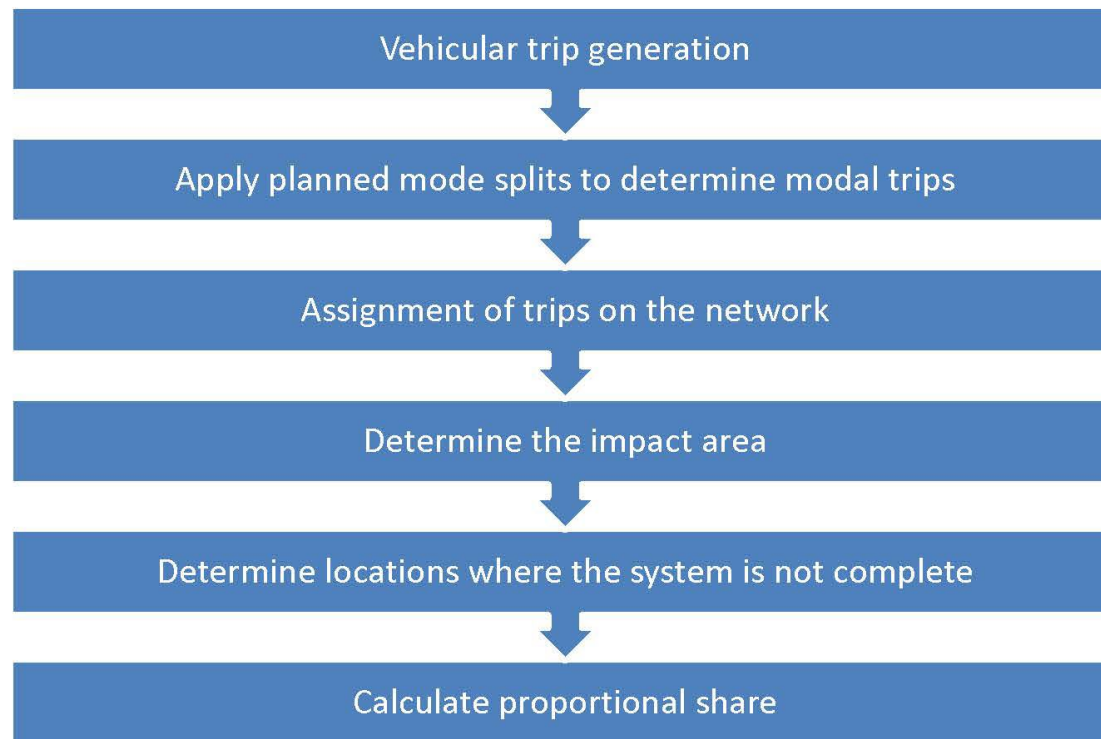 Vehicular trip generation
Apply planned mode splits to determine modal trips
Assignment of trips on the network
Determine the impact area
Determine locations where the system is not complete
Calculate proportional share